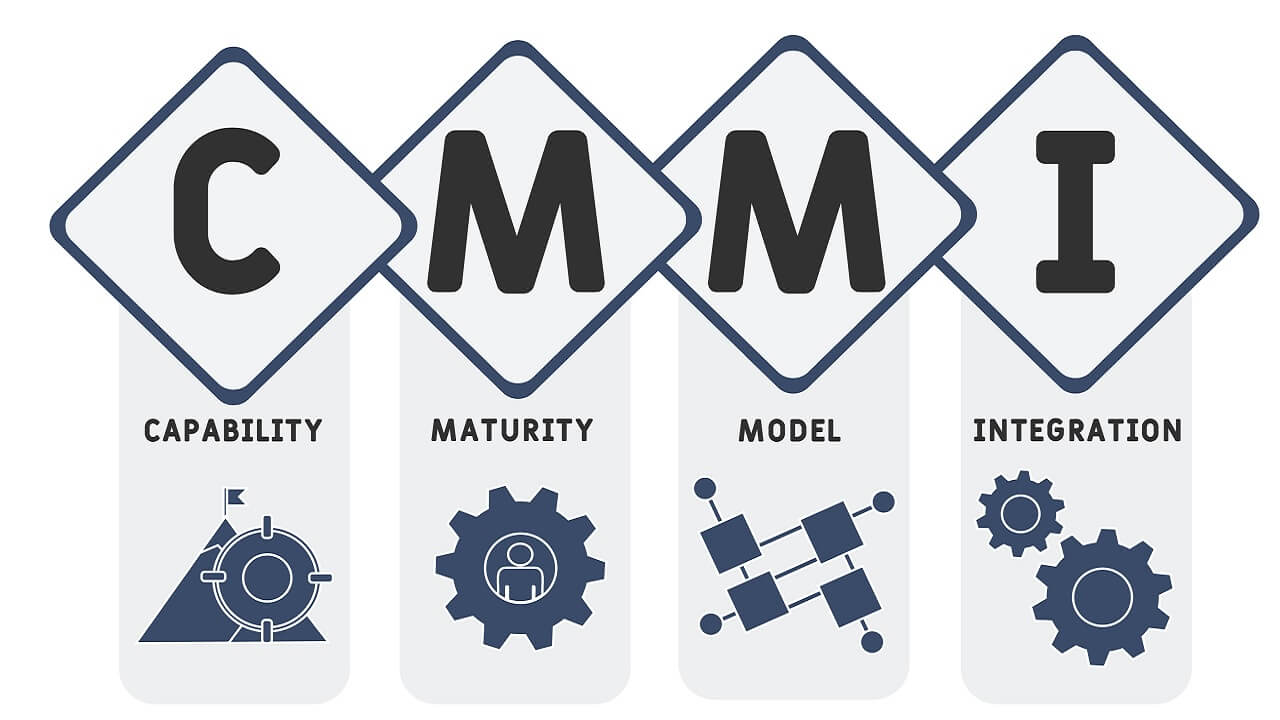 C M M I
CAPABILITY MATURITY MODEL INTEGRATION